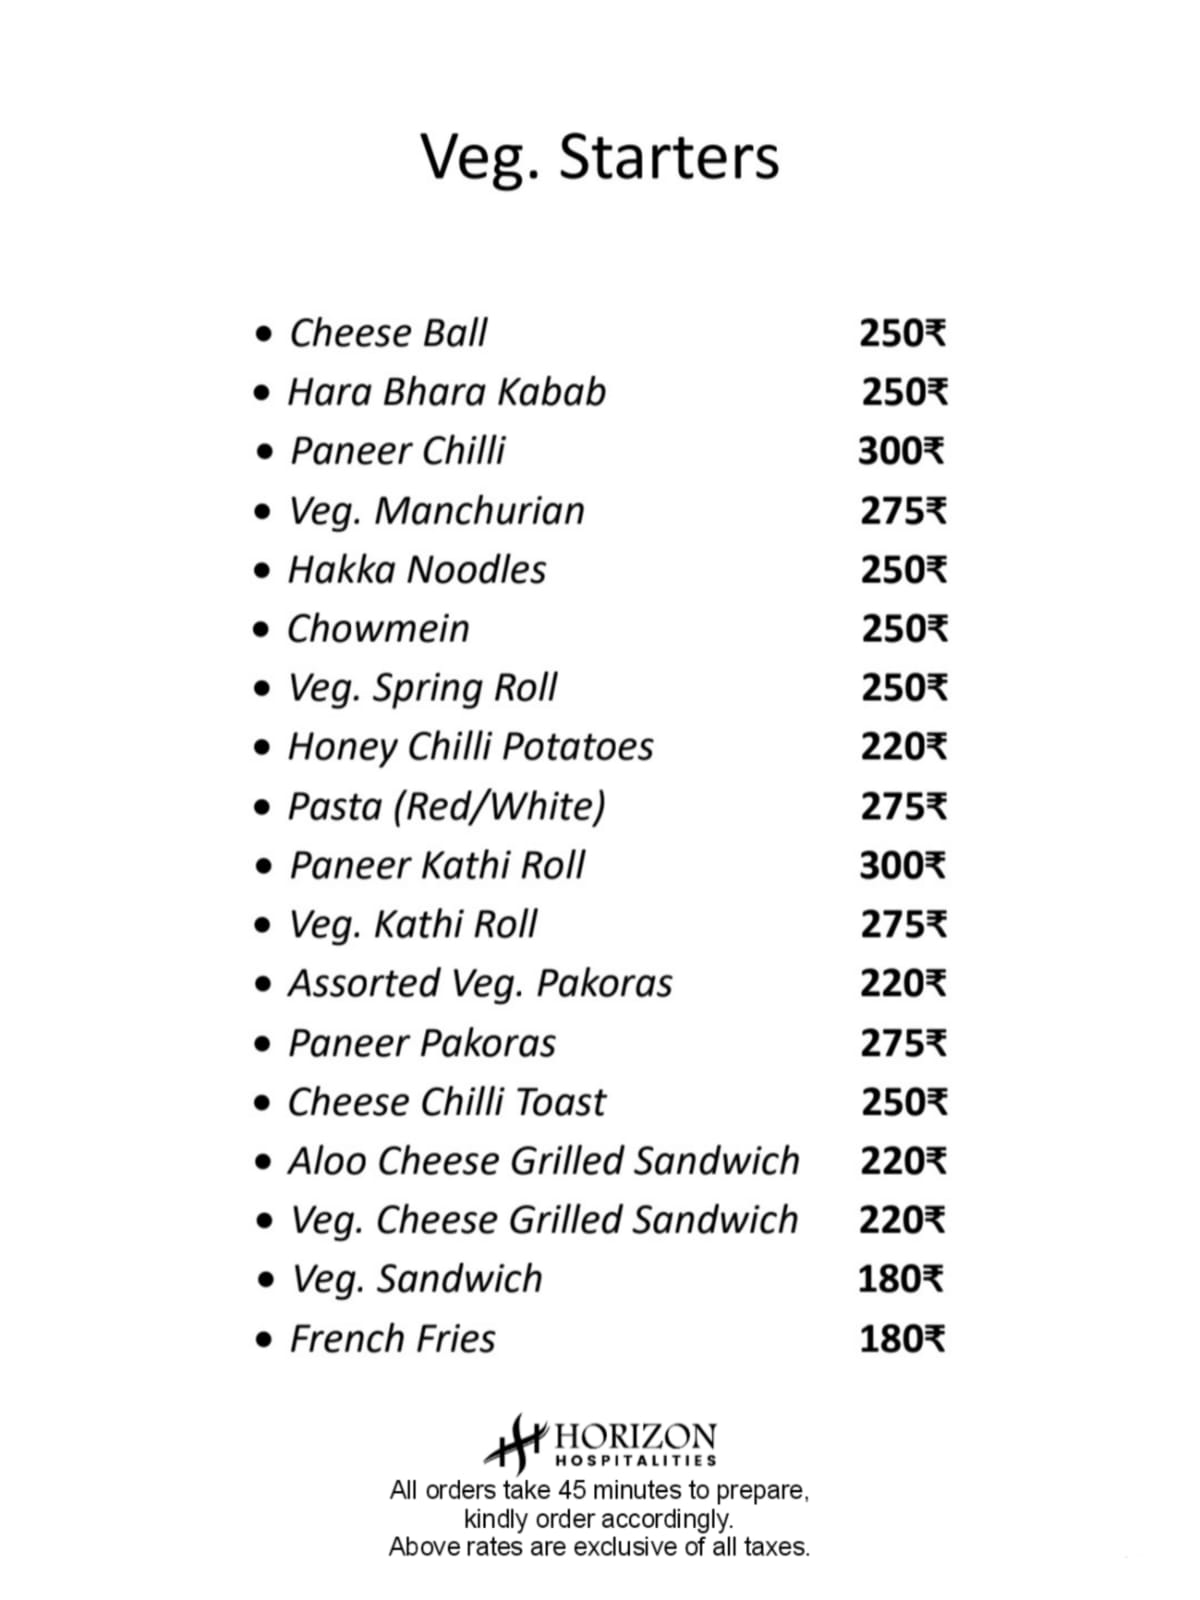 Veg. Starters
• Cheese Ball 250₹
• Hara Bhara Kabab 250₹
• Paneer Chilli 300₹
• Veg. Manchurian 275₹
• Hakka Noodles 250₹
• Chowmein 250₹
• Veg. Spring Roll 250₹
• Honey Chilli Potatoes 220₹
• Pasta (Red/White) 275₹
• Paneer Kathi Roll 300₹
• Veg. Kathi Roll 275₹
• Assorted Veg. Pakoras 220₹
• Paneer Pakoras 275₹
• Cheese Chilli Toast 250₹
• Aloo Cheese Grilled Sandwich 220₹
• Veg. Cheese Grilled Sandwich 220₹
• Veg. Sandwich 180₹
• French Fries 180₹
HORIZON
HOSPITALITIES
All orders take 45 minutes to prepare,
kindly order accordingly.
Above rates are exclusive of all taxes.